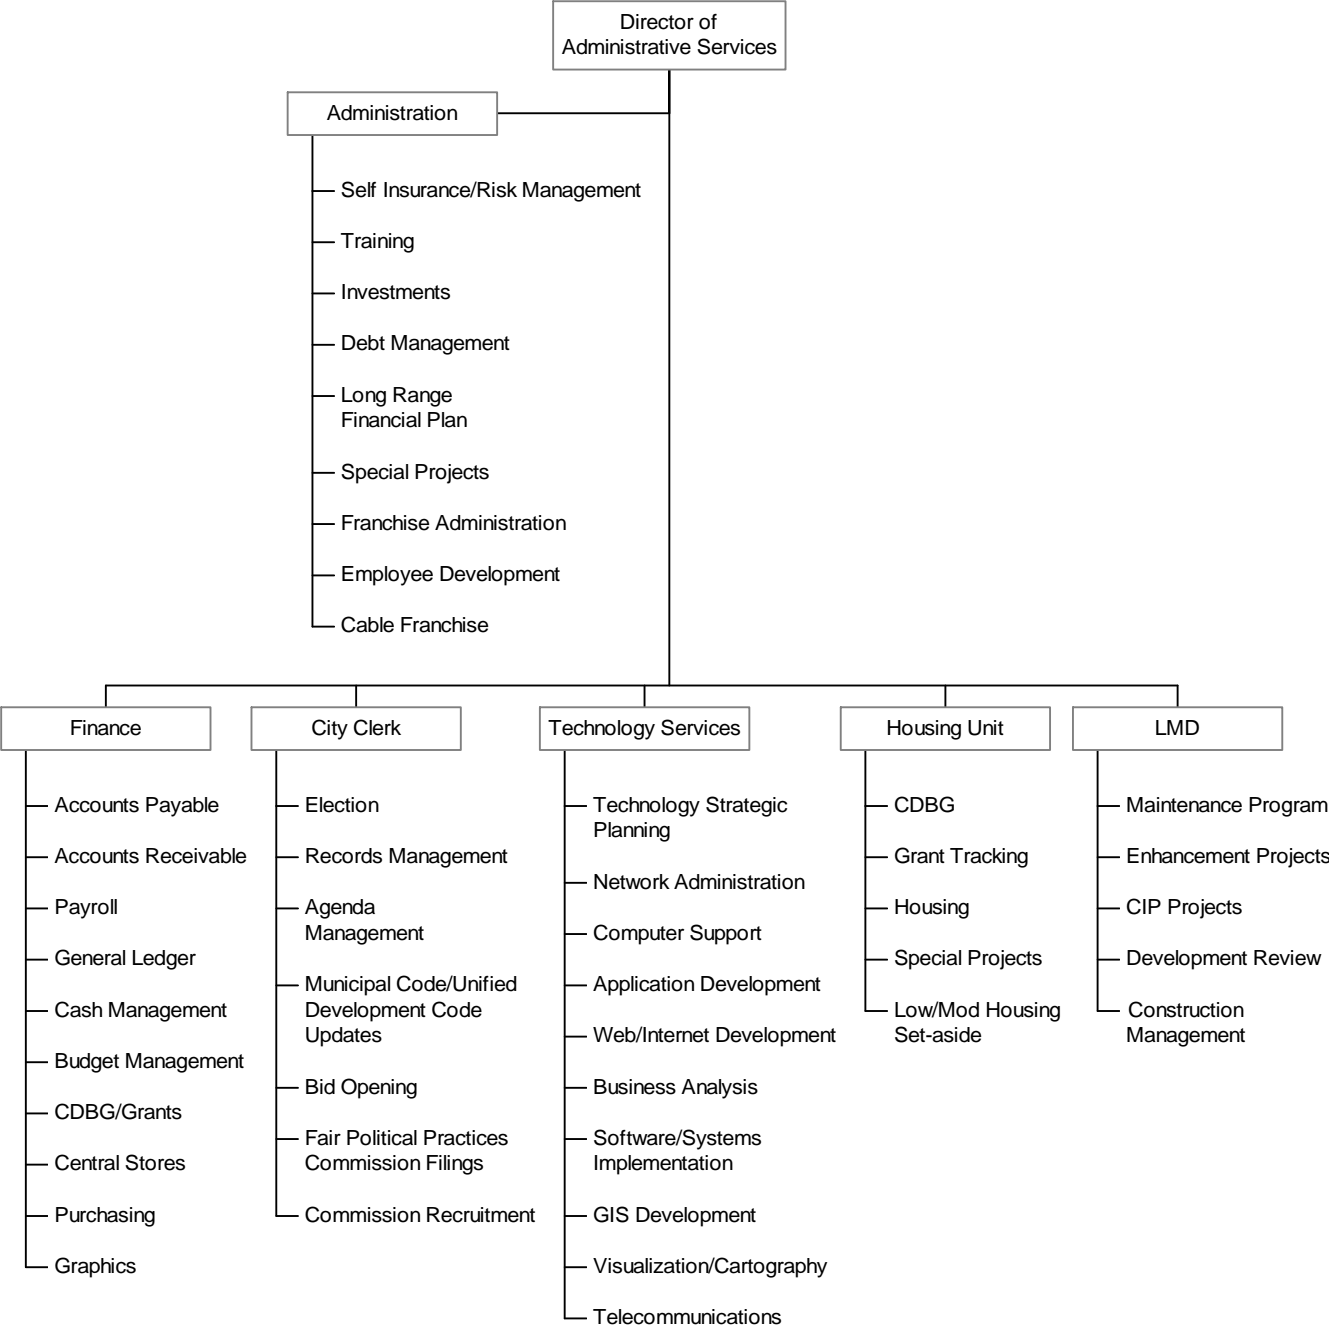 Director of
Administrative Services
Administration
Self Insurance/Risk Management
Training
Investments
Debt Management
Long Range
Financial Plan
Special Projects
Franchise Administration
Employee Development
Cable Franchise
Finance
Accounts Payable
Accounts Receivable
Payroll
General Ledger
Cash Management
Budget Management
CDBG/Grants
Central Stores
Purchasing
Graphics
City Clerk
Election
Records Management
Agenda
Management
Municipal Code/Unified
Development Code
Updates
Bid Opening
Fair Political Practices
Commission Filings
Commission Recruitment
Technology Services
Technology Strategic
Planning
Network Administration
Computer Support
Application Development
Web/Internet Development
Business Analysis
Software/Systems
Implementation
GIS Development
Visualization/Cartography
Telecommunications
Housing Unit
CDBG
Grant Tracking
Housing
Special Projects
Low/Mod Housing
Set-aside
LMD
Maintenance Program
Enhancement Projects
CIP Projects
Development Review
Construction
Management